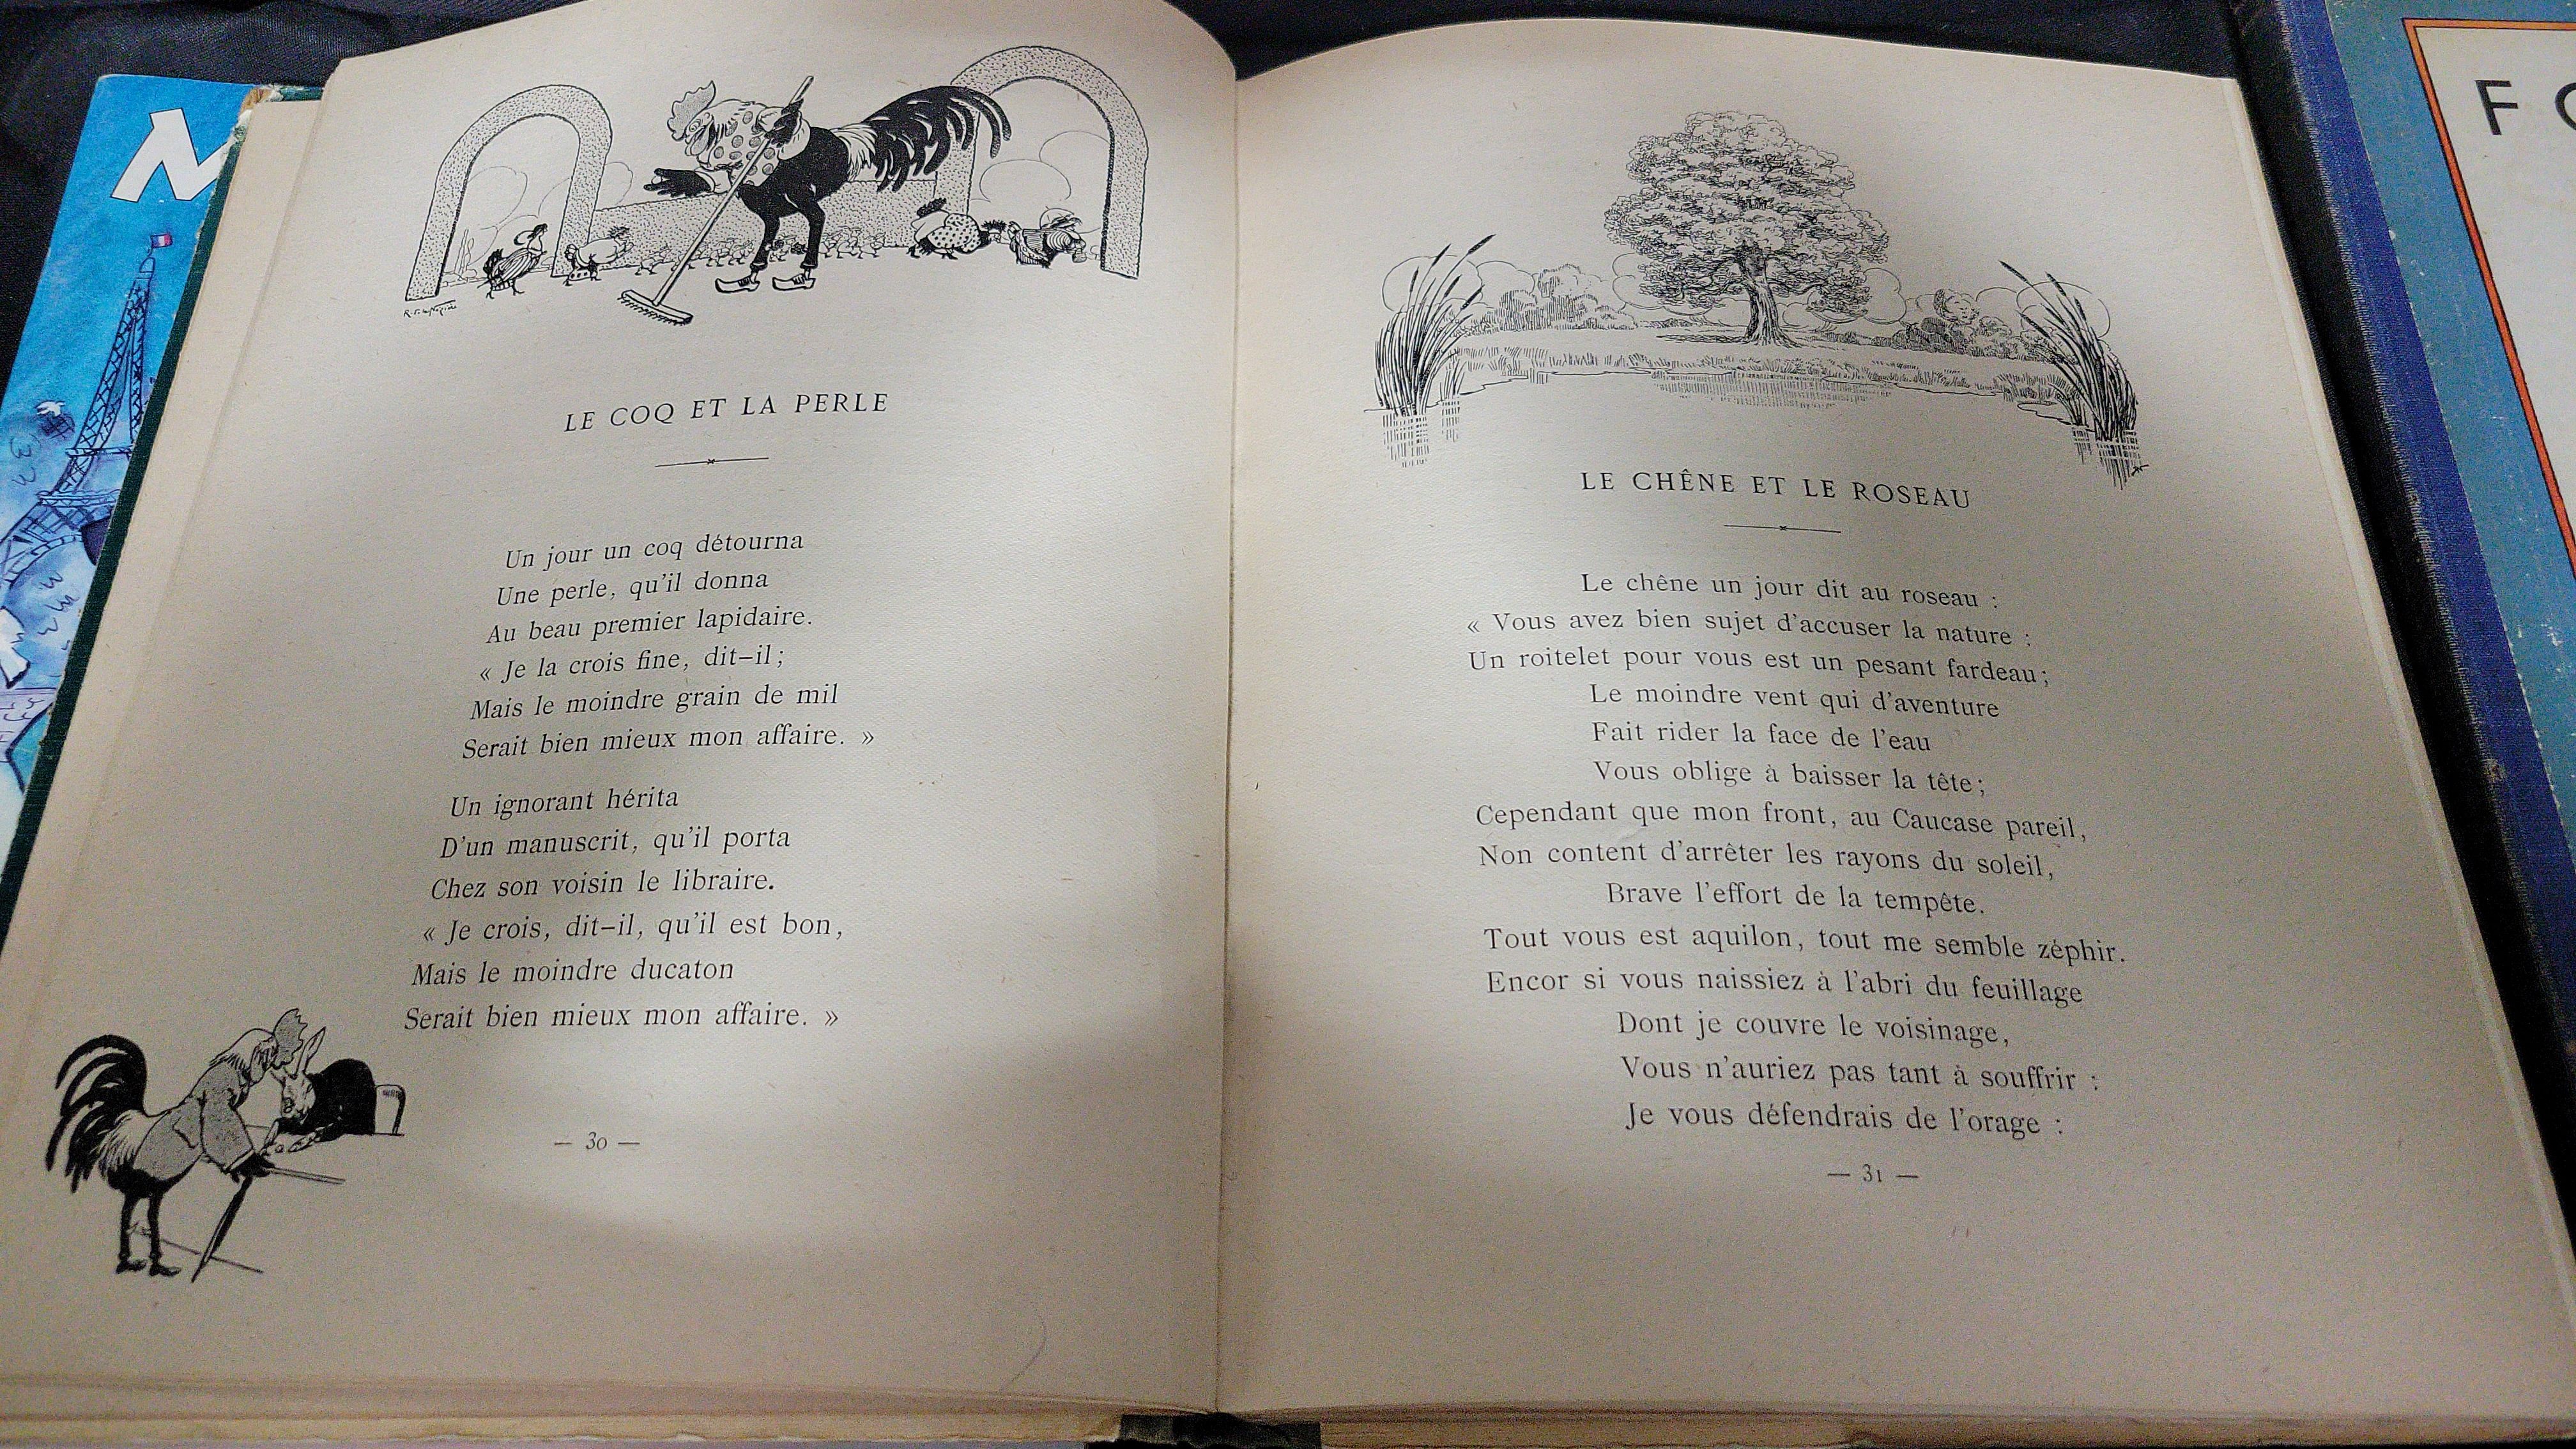 M
LE COQ ET LA PERLE
Un jour un coq détourna
Une perle, qu'il donna
Au beau premier lapidaire.
« Je la crois fine, dit-il;
Mais le moindre grain de mil
Serait bien mieux mon affaire. »
Un ignorant hérita
D'un manuscrit, qu'il porta
Chez son voisin le libraire.
« Je crois, dit-il, qu'il est bon,
Mais le moindre ducaton
Serait bien mieux mon affaire. »
— 30 —
LE CHÊNE ET LE ROSEAU
Le chêne un jour dit au roseau :
« Vous avez bien sujet d'accuser la nature :
Un roitelet pour vous est un pesant fardeau;
Le moindre vent qui d'aventure
Fait rider la face de l'eau
Vous oblige à baisser la tête;
Cependant que mon front, au Caucase pareil,
Non content d'arrêter les rayons du soleil,
Brave l'effort de la tempête.
Tout vous est aquilon, tout me semble zéphir.
Encor si vous naissiez à l'abri du feuillage
Dont je couvre le voisinage,
Vous n'auriez pas tant à souffrir :
Je vous défendrais de l'orage :
— 31 —
F